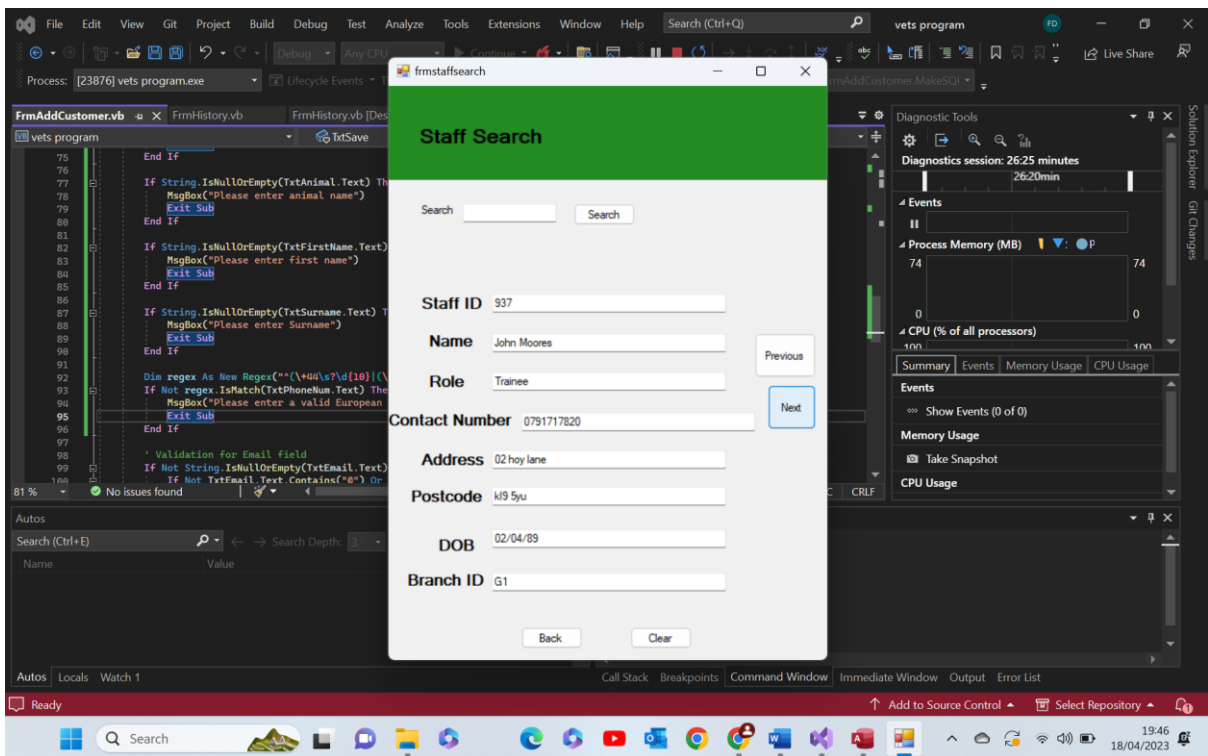 File Edit View Git Project Build Debug Test Analyze Tools Extensions Window Help Search (Ctrl+Q) vets program FD
Debug Any CPU Continue Live Share
Process: [23876] vets program.exe Lifecycle Events
frmstaffsearch
FrmAddCustomer.vb FrmHistory.vb FrmHistory.vb [Des
vets program TxtSave
75 End If
76
77 If String.IsNullOrEmpty(TxtAnimal.Text) Th
78 MsgBox("Please enter animal name")
79 Exit Sub
80 End If
81
82 If String.IsNullOrEmpty(TxtFirstName.Text)
83 MsgBox("Please enter first name")
84 Exit Sub
85 End If
86
87 If String.IsNullOrEmpty(TxtSurname.Text) T
88 MsgBox("Please enter Surname")
89 Exit Sub
90 End If
91
92 Dim regex As New Regex("^(\+44\s?\d{10}|(\
93 If Not regex.IsMatch(TxtPhoneNum.Text) The
94 MsgBox("Please enter a valid European
95 Exit Sub
96 End If
97
98 ' Validation for Email field
99 If Not String.IsNullOrEmpty(TxtEmail.Text)
100 If Not TxtEmail.Text.Contains("@") Or
81 % No issues found
CRLF
Staff Search
Search Search
Staff ID 937
Name John Moores
Role Trainee
Contact Number 0791717820
Address 02 hoy lane
Postcode kl9 5yu
DOB 02/04/89
Branch ID G1
Previous
Next
Back Clear
Diagnostic Tools
Diagnostics session: 26:25 minutes
26:20min
Events
Process Memory (MB) P
74 74
0 0
CPU (% of all processors)
100 100
Summary Events Memory Usage CPU Usage
Events
Show Events (0 of 0)
Memory Usage
Take Snapshot
CPU Usage
Solution Explorer
Git Changes
Autos
Search (Ctrl+E) Search Depth: 3
Name Value
Autos Locals Watch 1
Call Stack Breakpoints Command Window Immediate Window Output Error List
Ready Add to Source Control Select Repository
Search
19:46
18/04/2023